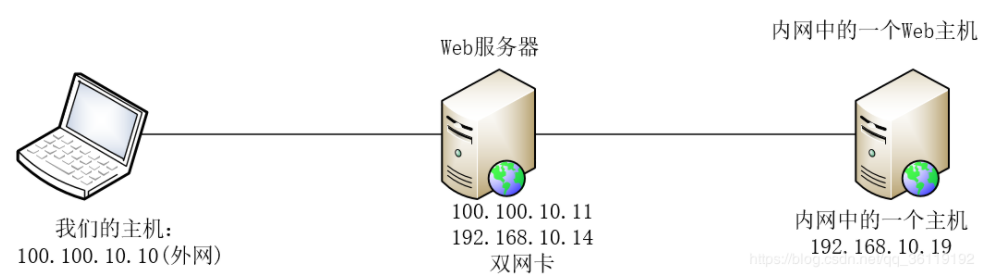 内网中的一个Web主机
Web服务器
我们的主机：
100.100.10.10(外网)
100.100.10.11
192.168.10.14
双网卡
内网中的一个主机
192.168.10.19
https://blog.csdn.net/qq_36119192